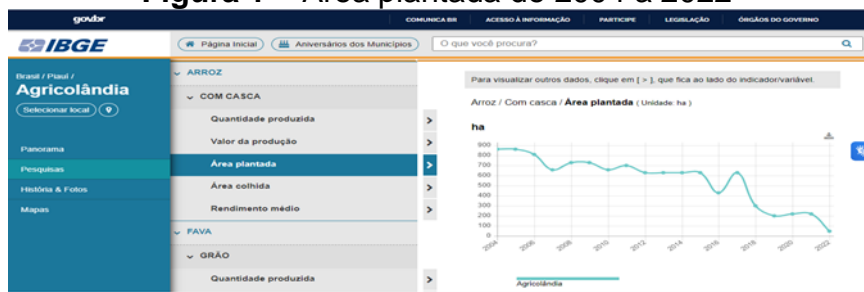 Figura 1 – Área plantada de 2004 a 2022
govbr
COMUNICA BR
ACESSO À INFORMAÇÃO
PARTICIPE
LEGISLAÇÃO
ÓRGÃOS DO GOVERNO
IBGE
Página Inicial
Aniversários dos Municípios
O que você procura?
Brasil / Piauí /
Agricolândia
Selecionar local
Panorama
Pesquisas
História & Fotos
Mapas
ARROZ
COM CASCA
Quantidade produzida >
Valor da produção >
Área plantada >
Área colhida >
Rendimento médio >
FAVA
GRÃO
Quantidade produzida >
Para visualizar outros dados, clique em [ > ], que fica ao lado do indicador/variável.
Arroz / Com casca / Área plantada ( Unidade: ha )
ha
900
800
700
600
500
400
300
200
100
0
2004 2006 2008 2010 2012 2014 2016 2018 2020 2022
Agricolândia